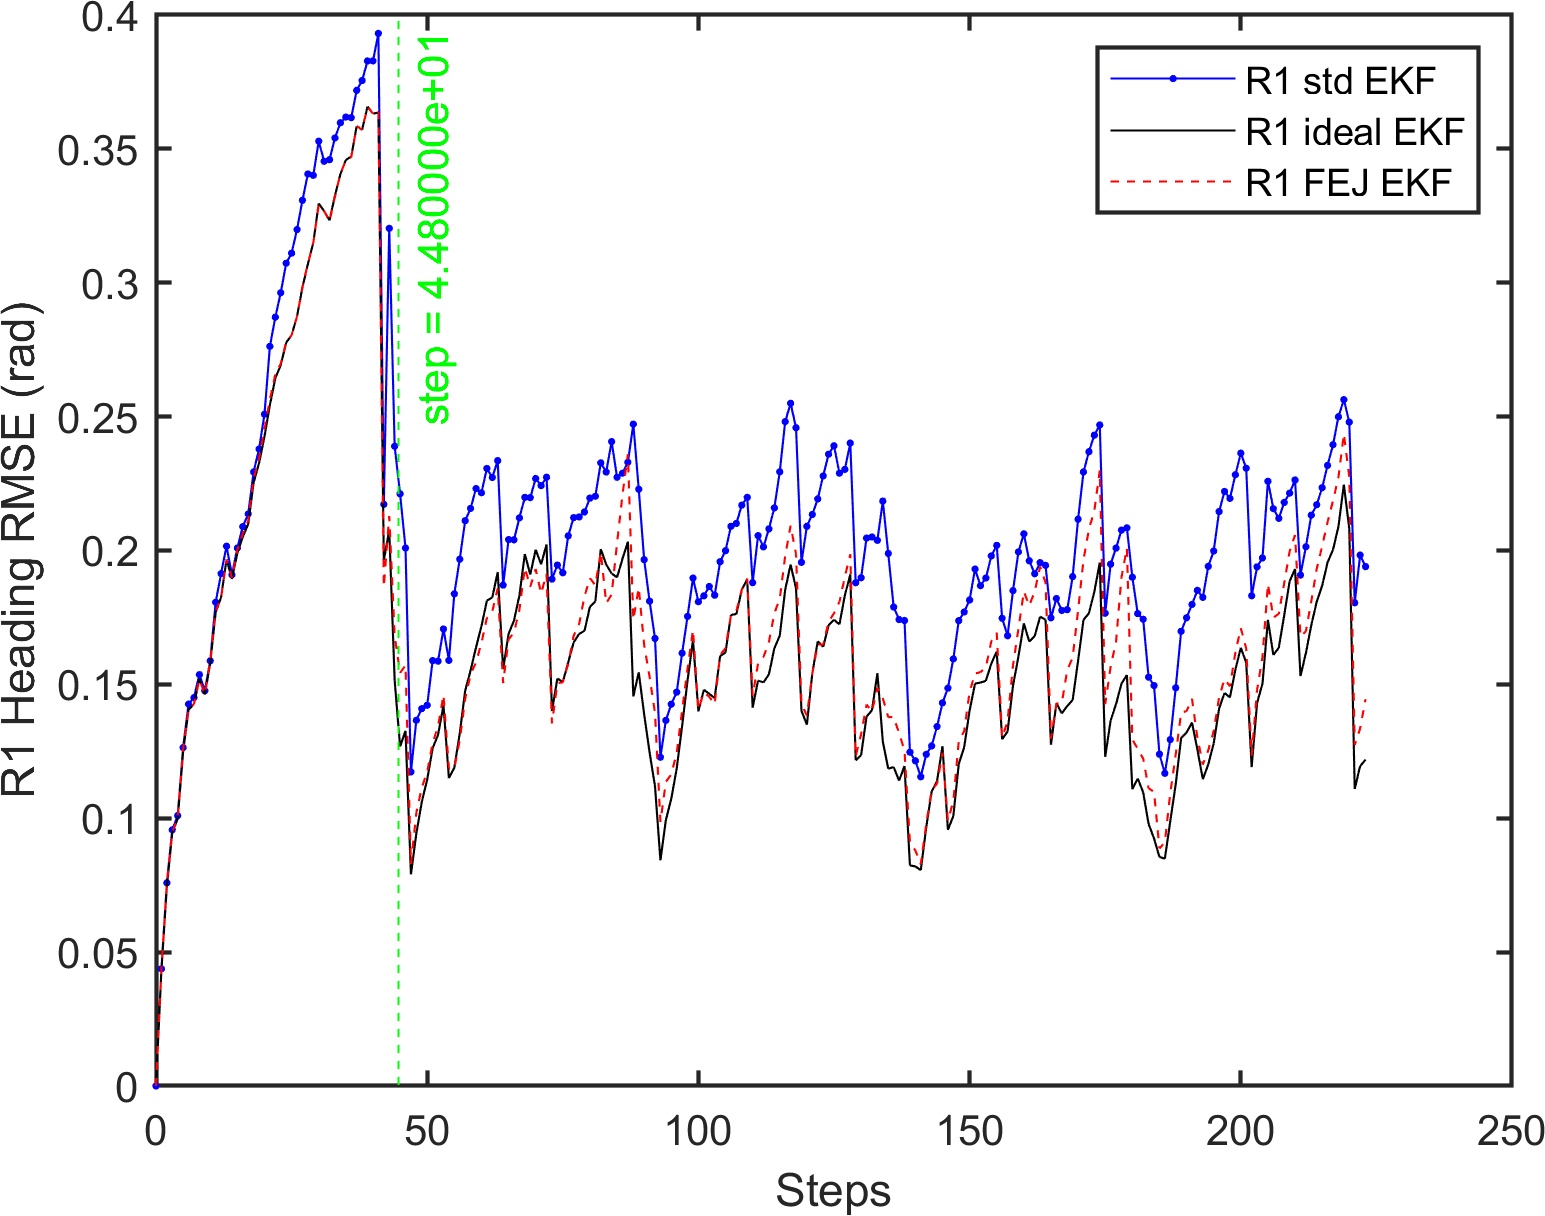 0.4
0.35
0.3
0.25
0.2
0.15
0.1
0.05
0
R1 Heading RMSE (rad)
step = 4.480000e+01
R1 std EKF
R1 ideal EKF
R1 FEJ EKF
0 50 100 150 200 250
Steps